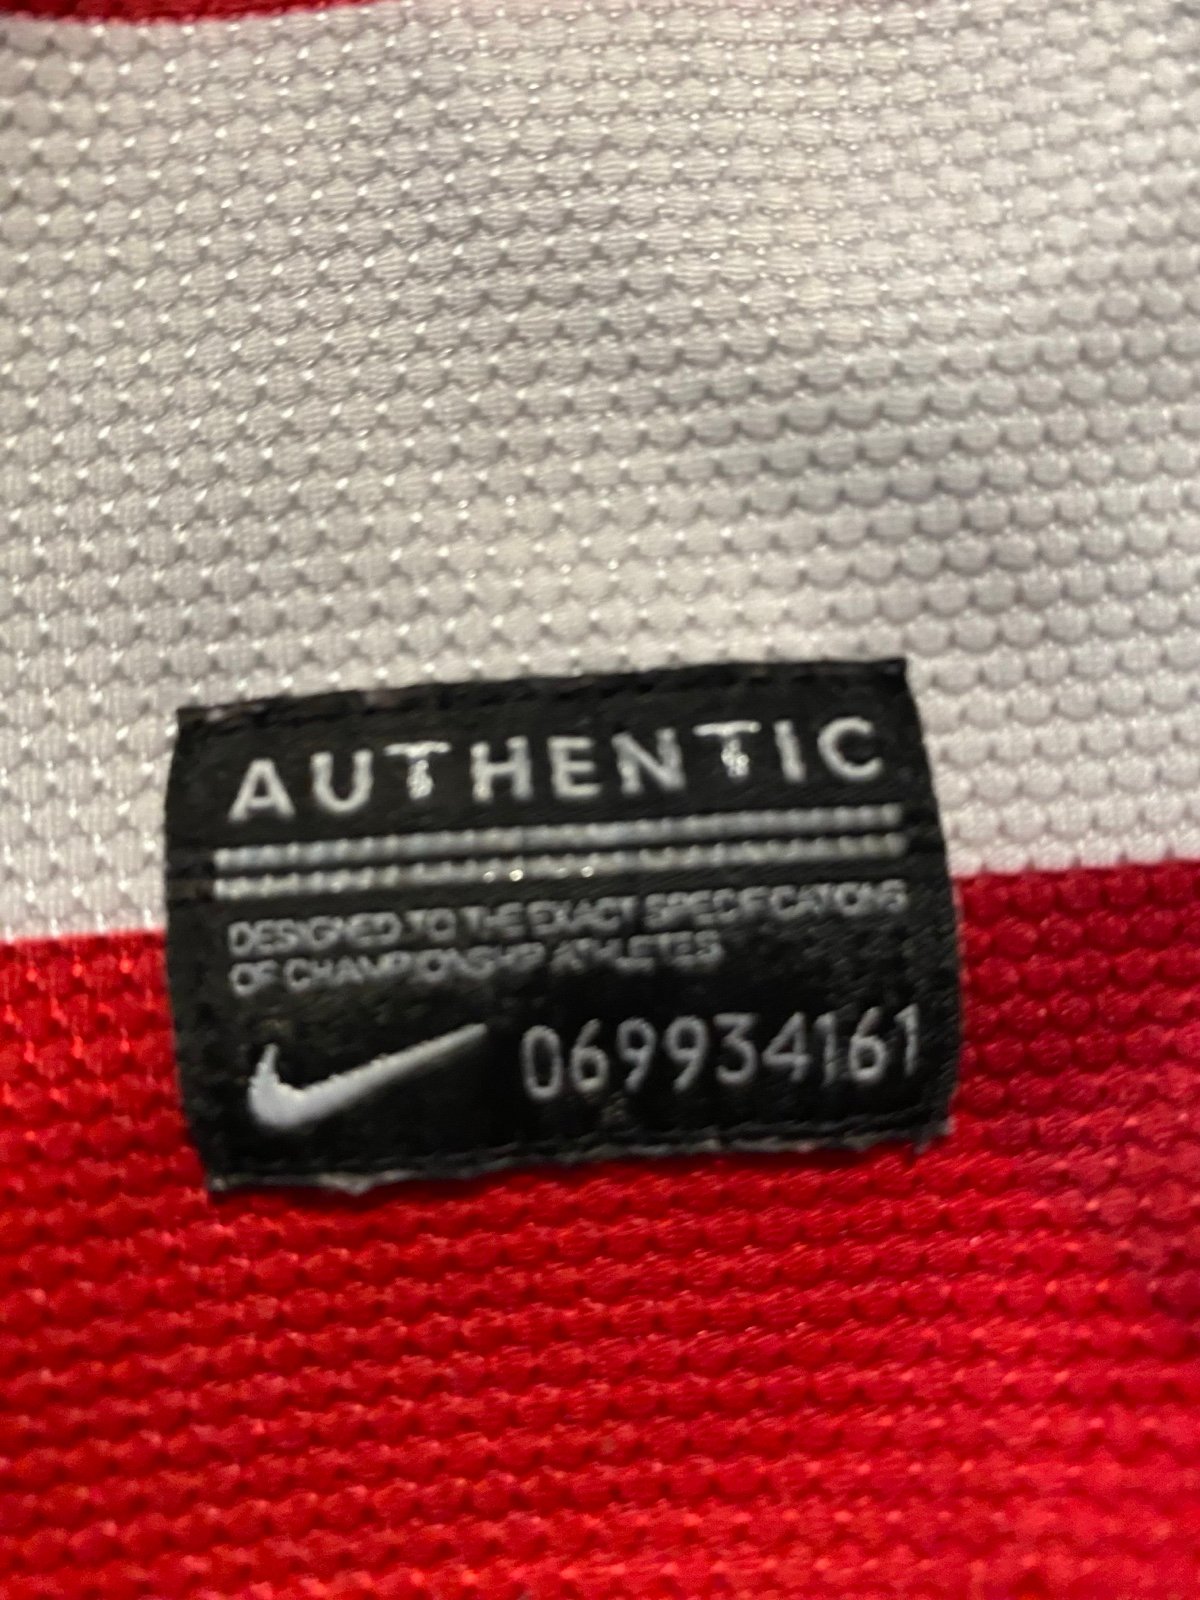 AUTHENTIC
DESIGNED TO THE EXACT SPECIFICATIONS
OF CHAMPIONSHIP ATHLETES
069934161